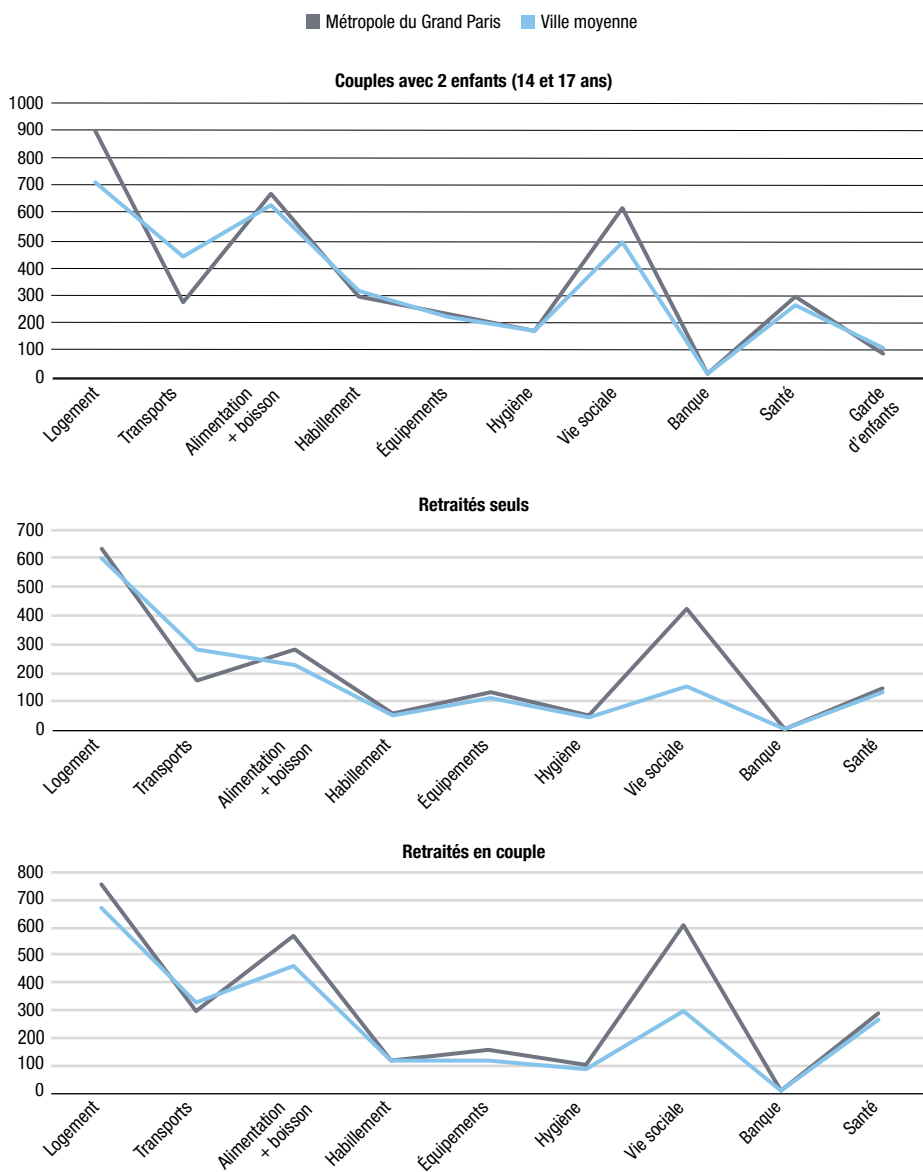 Métropole du Grand Paris Ville moyenne
Couples avec 2 enfants (14 et 17 ans)
1000
900
800
700
600
500
400
300
200
100
0
Logement
Transports
Alimentation
+ boisson
Habillement
Équipements
Hygiène
Vie sociale
Banque
Santé
Garde
d'enfants
Retraités seuls
700
600
500
400
300
200
100
0
Logement
Transports
Alimentation
+ boisson
Habillement
Équipements
Hygiène
Vie sociale
Banque
Santé
Retraités en couple
800
700
600
500
400
300
200
100
0
Logement
Transports
Alimentation
+ boisson
Habillement
Équipements
Hygiène
Vie sociale
Banque
Santé